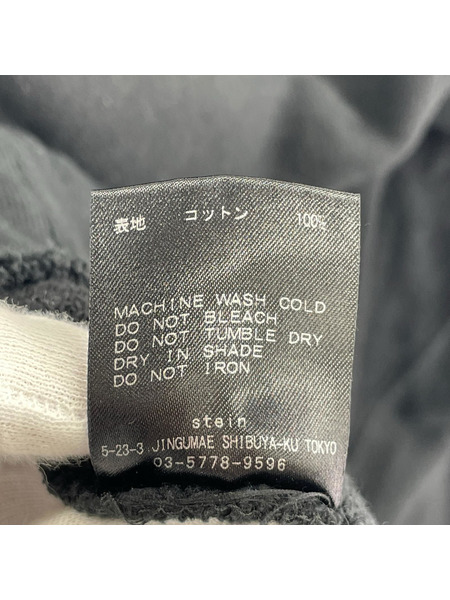 表地 コットン 100%
MACHINE WASH COLD
DO NOT BLEACH
DO NOT TUMBLE DRY
DRY IN SHADE
DO NOT IRON
stein
5-23-3 JINGUMAE SHIBUYA-KU TOKYO
03-5778-9596